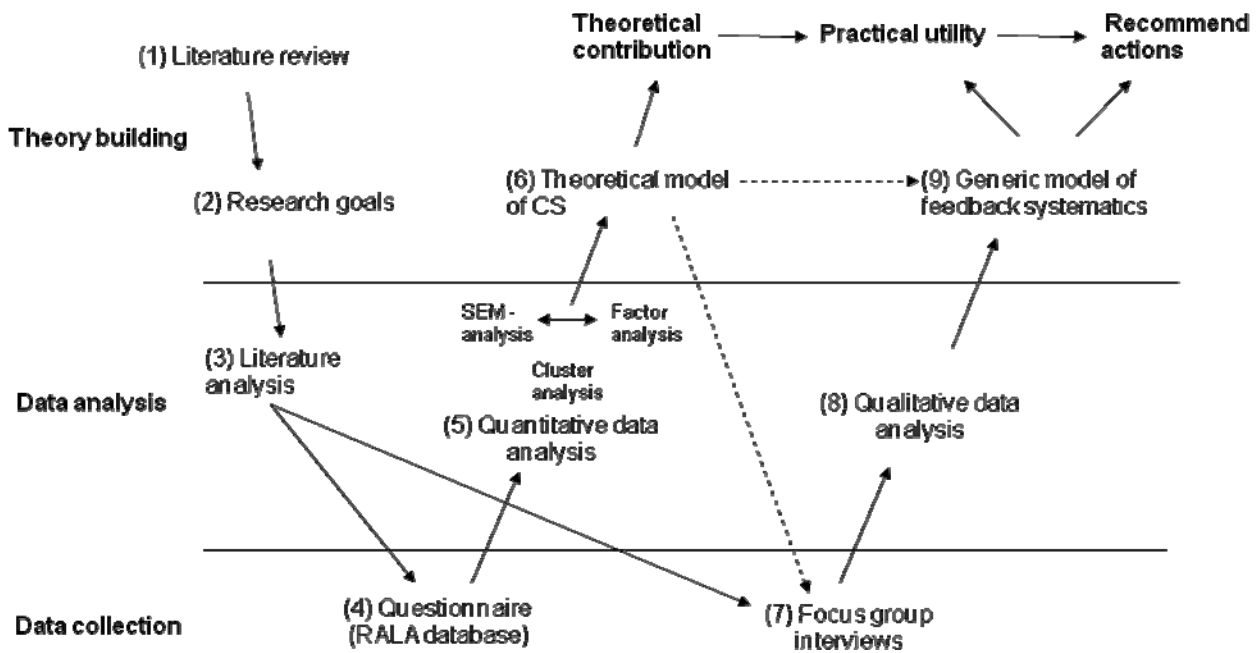 Theoretical
contribution
Practical utility
Recommend
actions
(1) Literature review
Theory building
(2) Research goals
(6) Theoretical model
of CS
(9) Generic model of
feedback systematics
SEM -
analysis
Factor
analysis
(3) Literature
analysis
Cluster
analysis
Data analysis
(5) Quantitative data
analysis
(8) Qualitative data
analysis
(4) Questionnaire
(RALA database)
(7) Focus group
interviews
Data collection